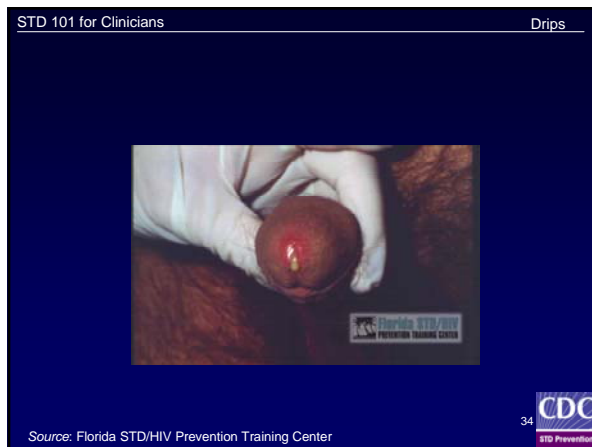 STD 101 for Clinicians
Drips
Florida STD/HIV
PREVENTION TRAINING CENTER
34
CDC
STD Prevention
Source: Florida STD/HIV Prevention Training Center